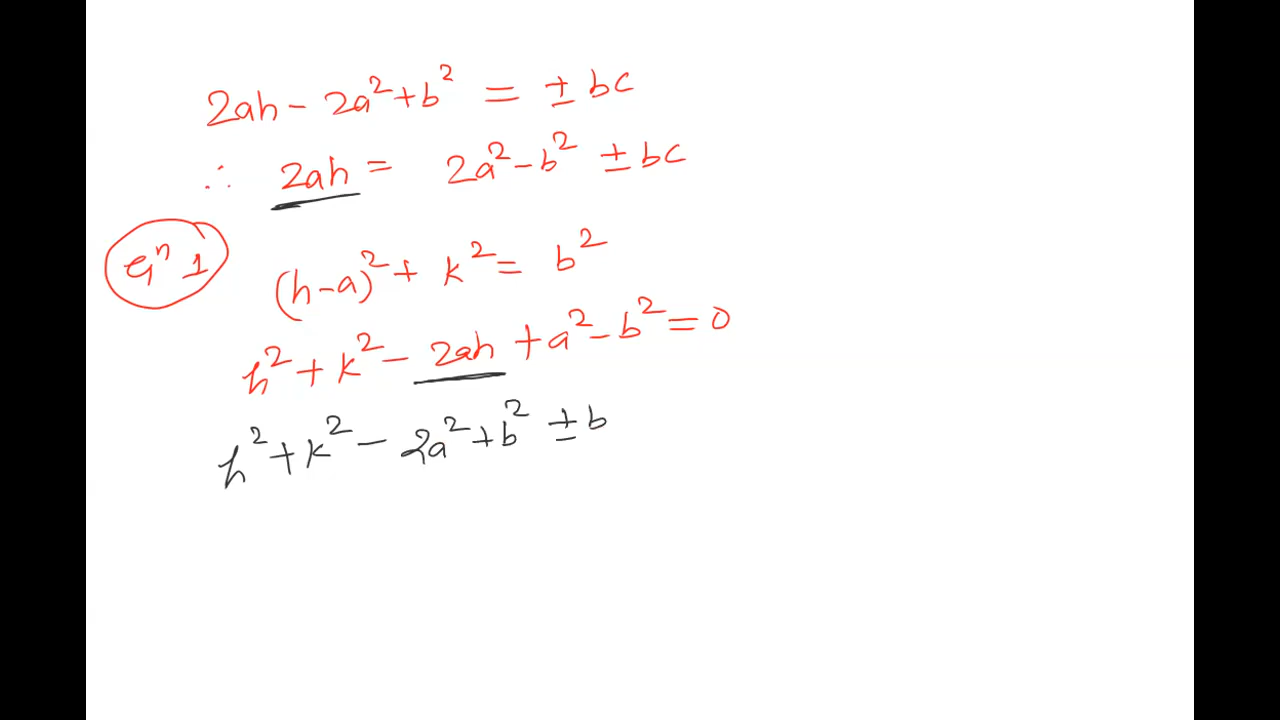 2ah - 2a² + b² = ± bc
∴ 2ah = 2a² - b² ± bc
Eqⁿ 1
(h - a)² + k² = b²
h² + k² - 2ah + a² - b² = 0
h² + k² - 2a² + b² ± b